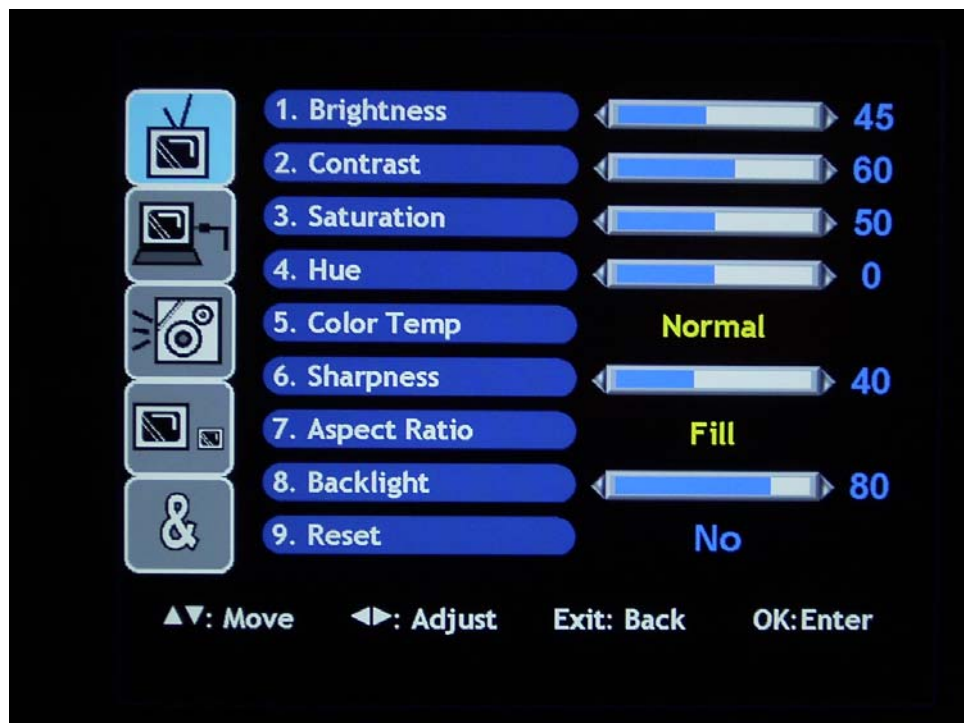 1. Brightness 45
2. Contrast 60
3. Saturation 50
4. Hue 0
5. Color Temp Normal
6. Sharpness 40
7. Aspect Ratio Fill
8. Backlight 80
& 9. Reset No
▲▼: Move ◄►: Adjust Exit: Back OK:Enter